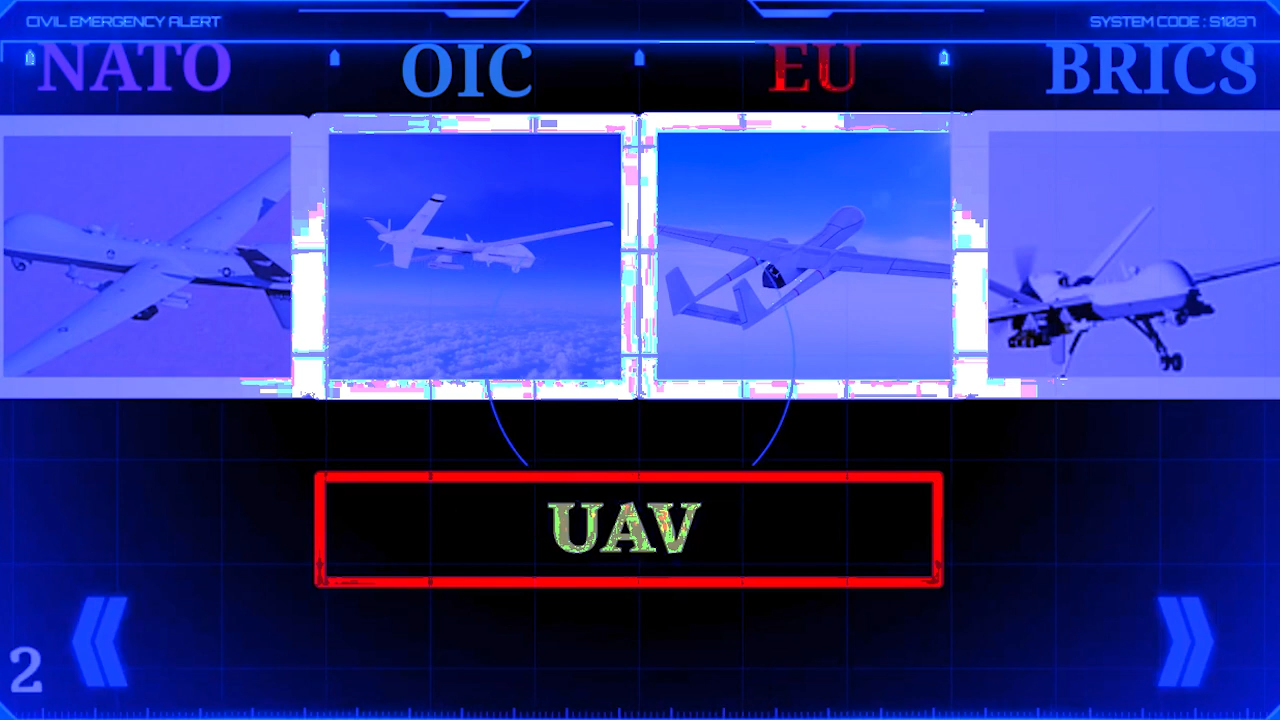 CIVIL EMERGENCY ALERT
SYSTEM CODE : S1037
NATO
OIC
EU
BRICS
UAV
2